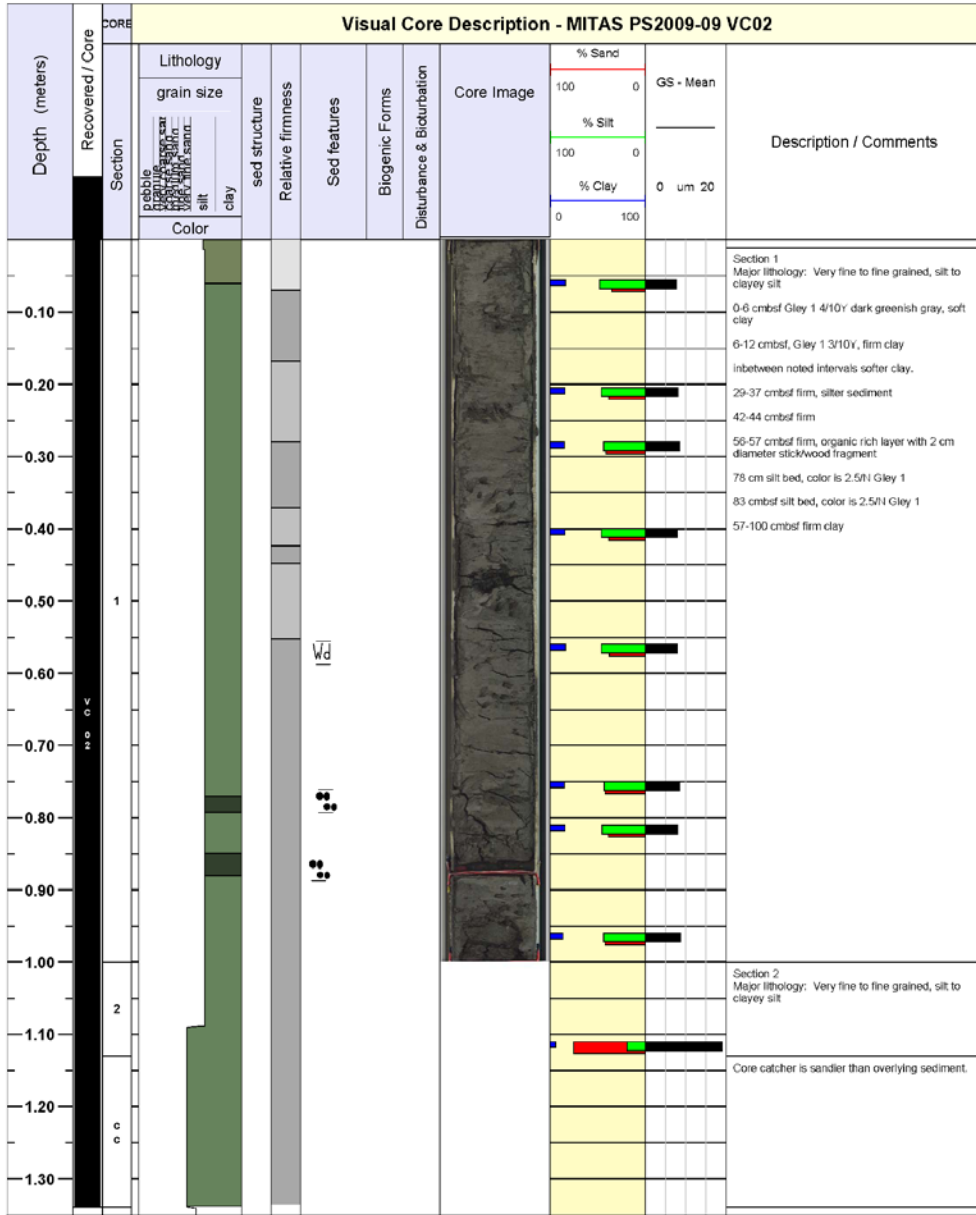 Visual Core Description - MITAS PS2009-09 VC02
CORE
Depth (meters)
Recovered / Core
Section
Lithology
grain size
pebble
granule
very coarse sand
silt
clay
Color
sed structure
Relative firmness
Sed features
Biogenic Forms
Disturbance & Bioturbation
Core Image
% Sand
100 0
% Silt
100 0
% Clay
0 100
GS - Mean
0 um 20
Description / Comments
0.10
0.20
0.30
0.40
0.50
0.60
0.70
0.80
0.90
1.00
1.10
1.20
1.30
VC 02
1
2
cc
Wd
Section 1
Major lithology: Very fine to fine grained, silt to
clayey silt
0-6 cmbsf Gley 1 4/10Y dark greenish gray, soft
clay
6-12 cmbsf, Gley 1 3/10Y, firm clay
inbetween noted intervals softer clay.
29-37 cmbsf firm, silter sediment
42-44 cmbsf firm
56-57 cmbsf firm, organic rich layer with 2 cm
diameter stick/wood fragment
78 cm silt bed, color is 2.5/N Gley 1
83 cmbsf silt bed, color is 2.5/N Gley 1
57-100 cmbsf firm clay
Section 2
Major lithology: Very fine to fine grained, silt to
clayey silt
Core catcher is sandier than overlying sediment.